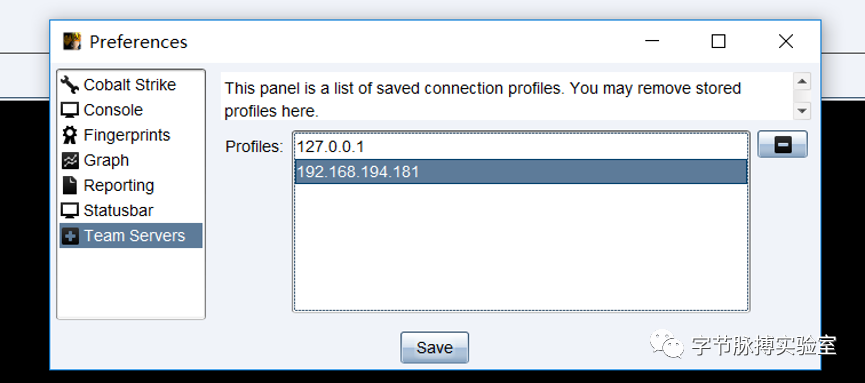 Preferences
Cobalt Strike
Console
Fingerprints
Graph
Reporting
Statusbar
Team Servers
This panel is a list of saved connection profiles. You may remove stored
profiles here.
Profiles:
127.0.0.1
192.168.194.181
Save
字节脉搏实验室